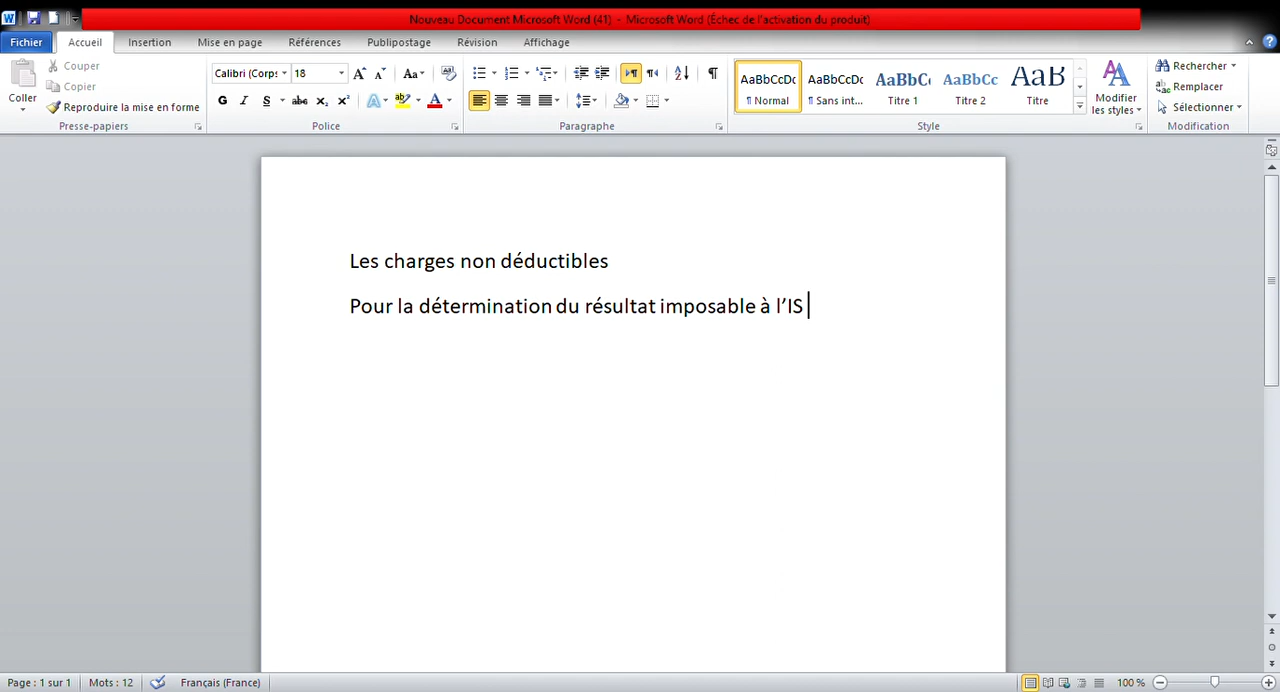 Nouveau Document Microsoft Word (41) - Microsoft Word (Échec de l'activation du produit)
Fichier Accueil Insertion Mise en page Références Publipostage Révision Affichage
Coller
Couper
Copier
Reproduire la mise en forme
Presse-papiers
Calibri (Corps 18
G I S abc x₂ x²
Police
Paragraphe
AaBbCcDc AaBbCcDc AaBbC AaBbCc AaB
¶ Normal ¶ Sans int... Titre 1 Titre 2 Titre
Modifier
les styles
Style
Rechercher
Remplacer
Sélectionner
Modification
Les charges non déductibles
Pour la détermination du résultat imposable à l'IS
Page : 1 sur 1 Mots : 12 Français (France) 100 %